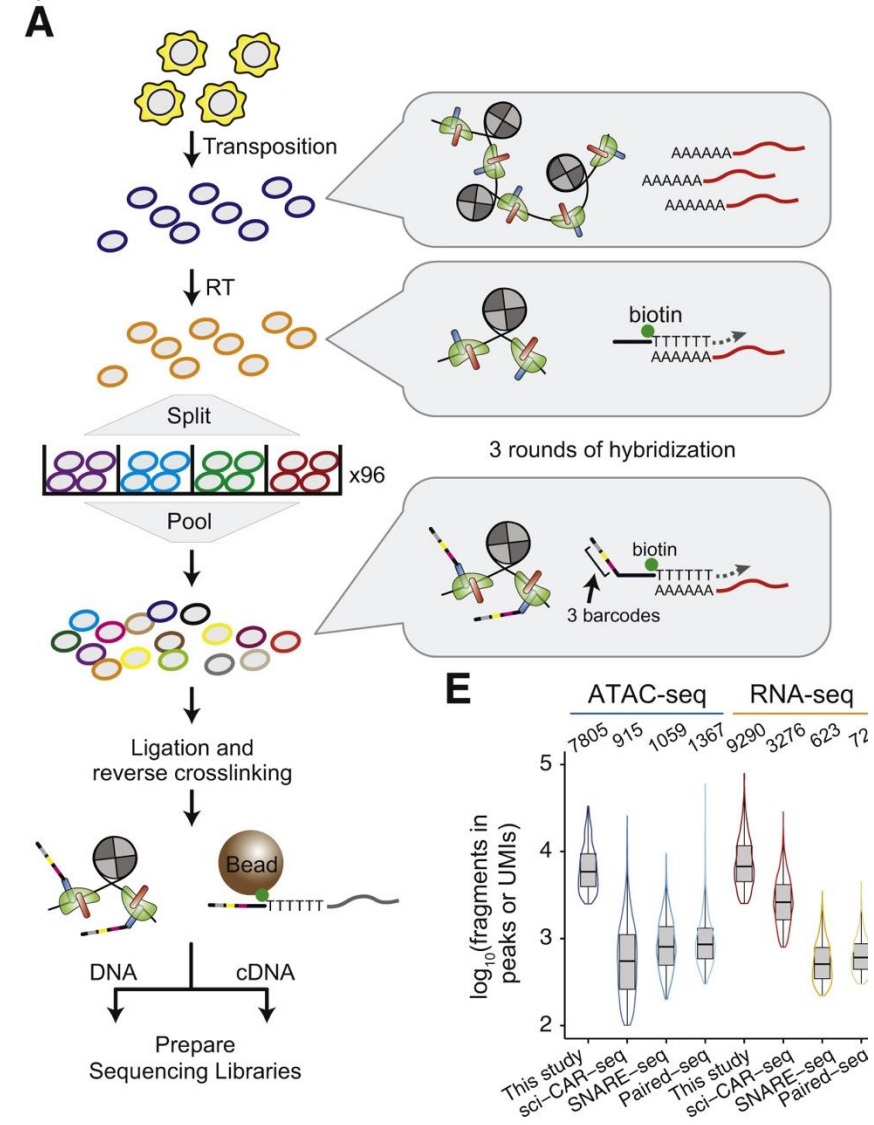 A
Transposition
AAAAAA
AAAAAA
AAAAAA
RT
biotin
TTTTTT
AAAAAA
Split
x96
3 rounds of hybridization
Pool
biotin
TTTTTT
AAAAAA
3 barcodes
Ligation and
reverse crosslinking
Bead
TTTTTT
DNA
cDNA
Prepare
Sequencing Libraries
E
ATAC-seq
RNA-seq
7805
915
1059
1367
9290
3276
623
72
5
4
3
2
log10(fragments in
peaks or UMIs)
This study
sci-CAR-seq
SNARE-seq
Paired-seq
This study
sci-CAR-seq
SNARE-seq
Paired-seq